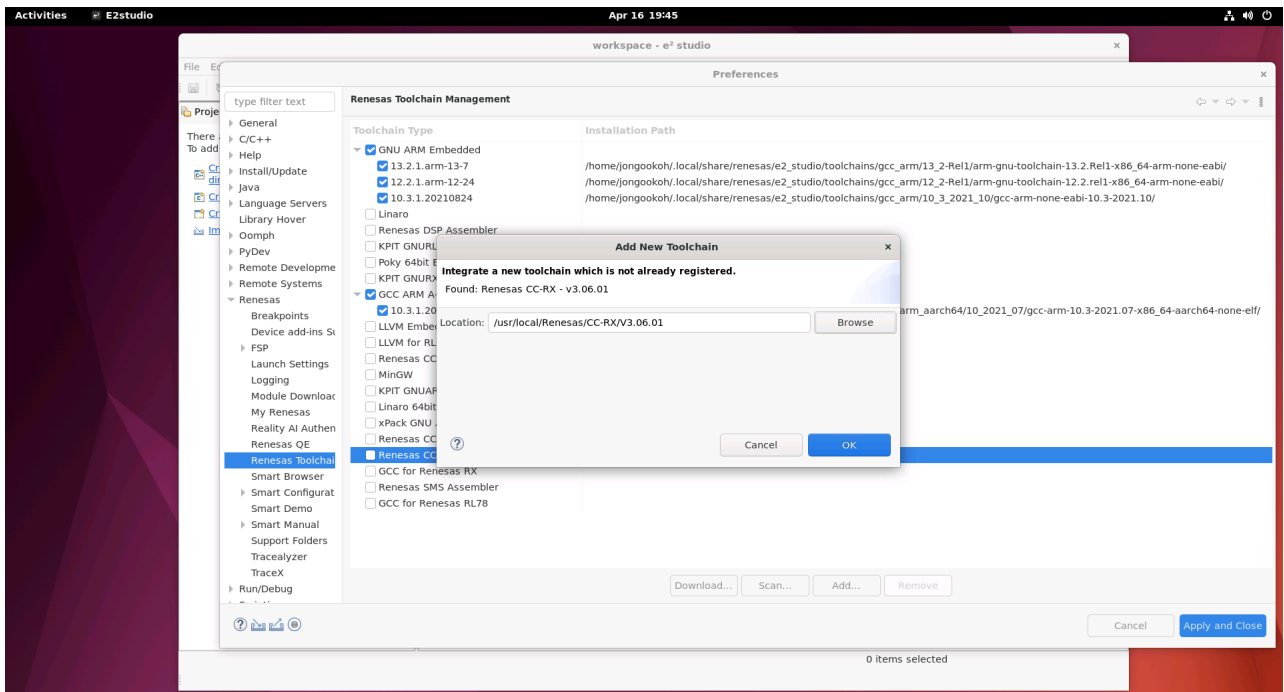 Activities E2studio Apr 16 19:45
workspace - e² studio ×
File
Preferences ×
type filter text
Renesas Toolchain Management
There
To add
General
C/C++
Help
Install/Update
Java
Language Servers
Library Hover
Oomph
PyDev
Remote Developme
Remote Systems
Renesas
Breakpoints
Device add-ins Su
FSP
Launch Settings
Logging
Module Downloac
My Renesas
Reality AI Authen
Renesas QE
Renesas Toolchai
Smart Browser
Smart Configurat
Smart Demo
Smart Manual
Support Folders
Tracealyzer
TraceX
Run/Debug
Toolchain Type Installation Path
GNU ARM Embedded
13.2.1.arm-13-7 /home/jongookoh/.local/share/renesas/e2_studio/toolchains/gcc_arm/13_2-Rel1/arm-gnu-toolchain-13.2.Rel1-x86_64-arm-none-eabi/
12.2.1.arm-12-24 /home/jongookoh/.local/share/renesas/e2_studio/toolchains/gcc_arm/12_2-Rel1/arm-gnu-toolchain-12.2.rel1-x86_64-arm-none-eabi/
10.3.1.20210824 /home/jongookoh/.local/share/renesas/e2_studio/toolchains/gcc_arm/10_3_2021_10/gcc-arm-none-eabi-10.3-2021.10/
Linaro
Renesas DSP Assembler
KPIT GNURL
Poky 64bit
KPIT GNURX
GCC ARM A
10.3.1.20 arm_aarch64/10_2021_07/gcc-arm-10.3-2021.07-x86_64-aarch64-none-elf/
LLVM Embe
LLVM for RL
Renesas CC
MinGW
KPIT GNUAR
Linaro 64bit
xPack GNU
Renesas CC
Renesas CC
GCC for Renesas RX
Renesas SMS Assembler
GCC for Renesas RL78
Add New Toolchain ×
Integrate a new toolchain which is not already registered.
Found: Renesas CC-RX - v3.06.01
Location: /usr/local/Renesas/CC-RX/V3.06.01 Browse
? Cancel OK
Download... Scan... Add... Remove
? Cancel Apply and Close
0 items selected